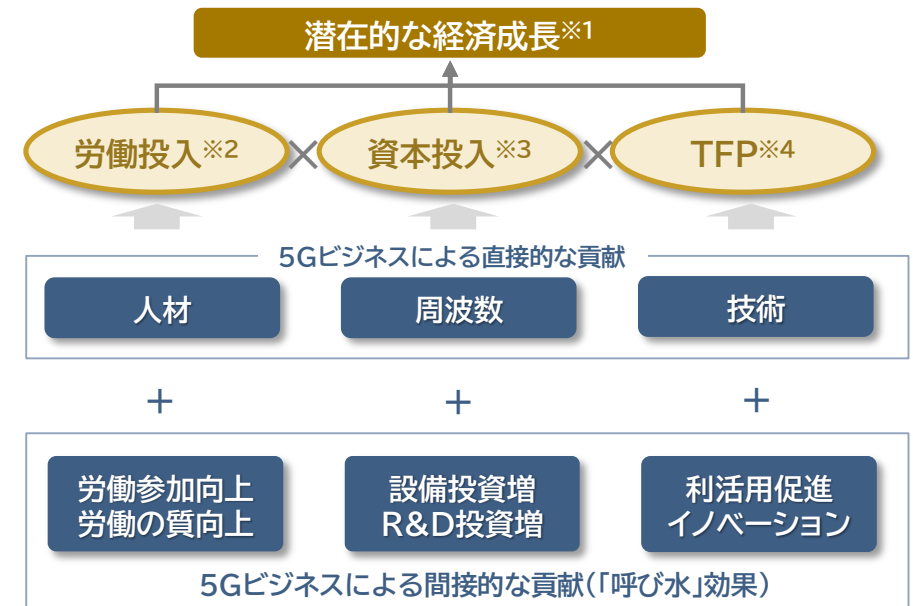 潜在的な経済成長※1
労働投入※2 × 資本投入※3 × TFP※4
5Gビジネスによる直接的な貢献
人材 周波数 技術
+ + +
労働参加向上 設備投資増 利活用促進
労働の質向上 R&D投資増 イノベーション
5Gビジネスによる間接的な貢献(「呼び水」効果)